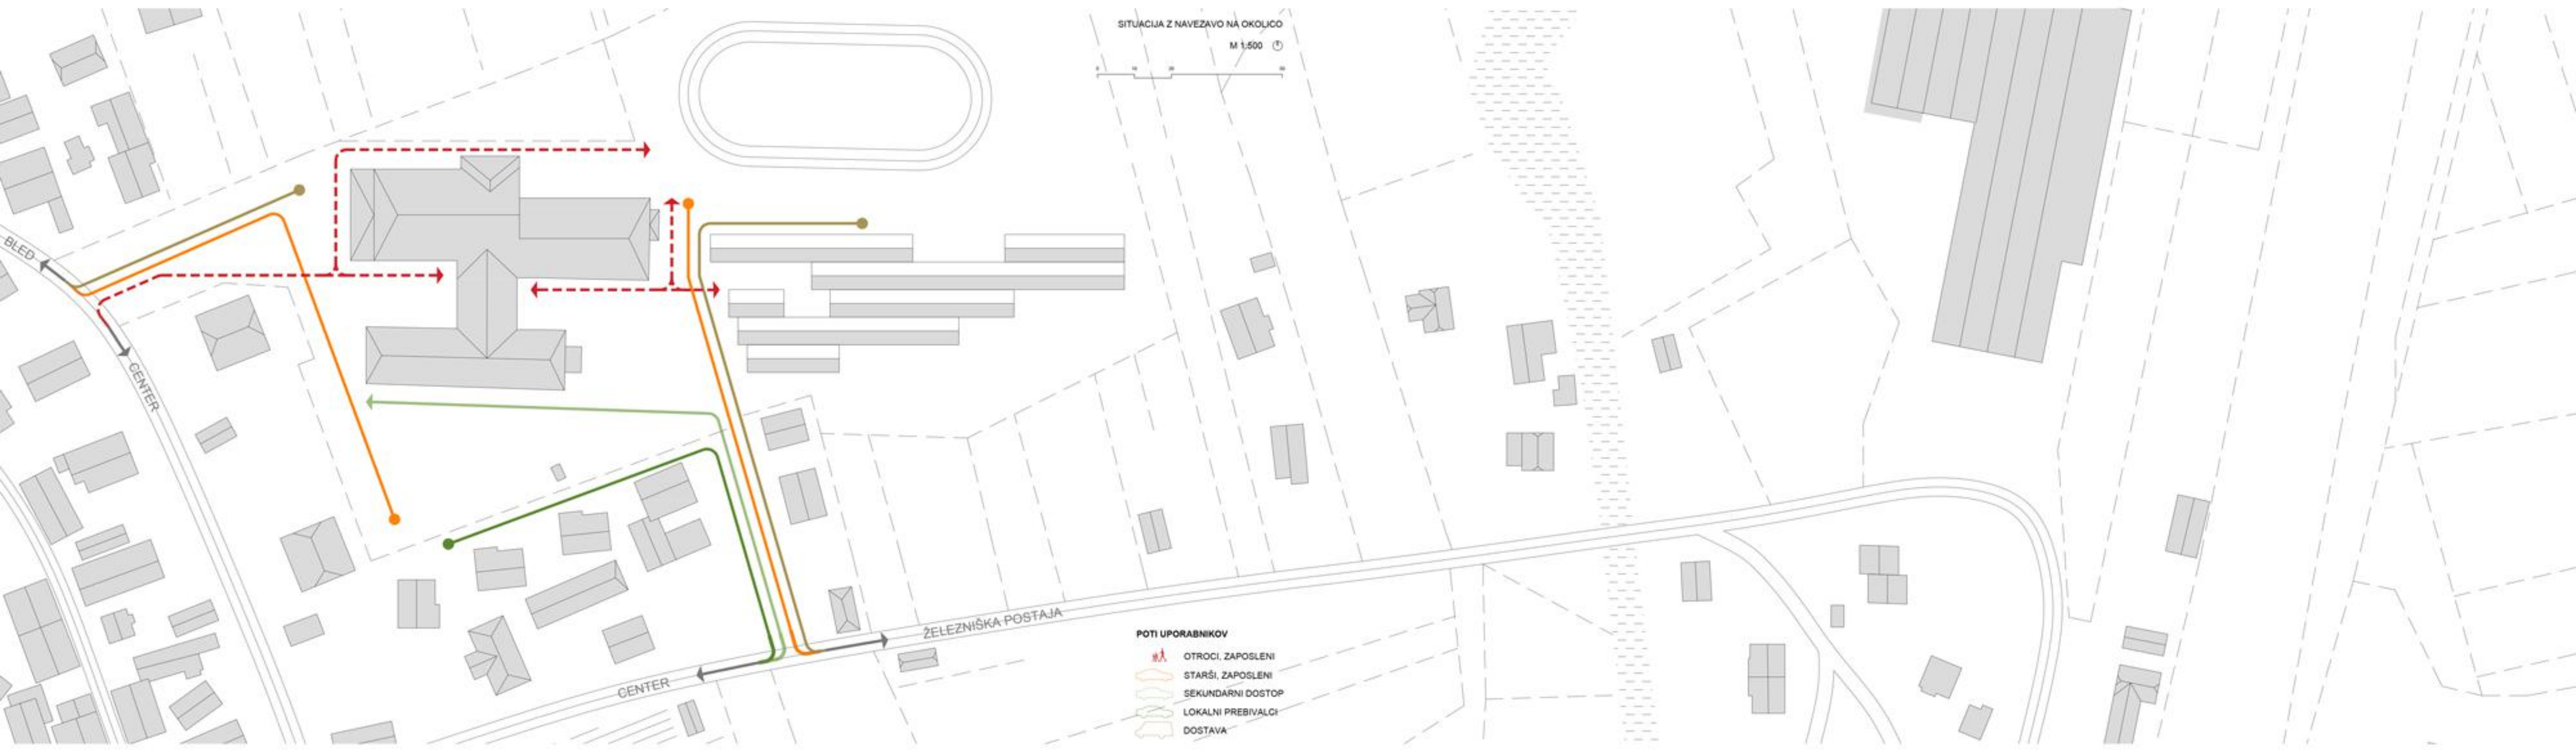 SITUACIJA Z NAVEZAVO NA OKOLICO
M 1:500
BLED
CENTER
ŽELEZNIŠKA POSTAJA
CENTER
POTI UPORABNIKOV
OTROCI, ZAPOSLENI
STARŠI, ZAPOSLENI
SEKUNDARNI DOSTOP
LOKALNI PREBIVALCI
DOSTAVA